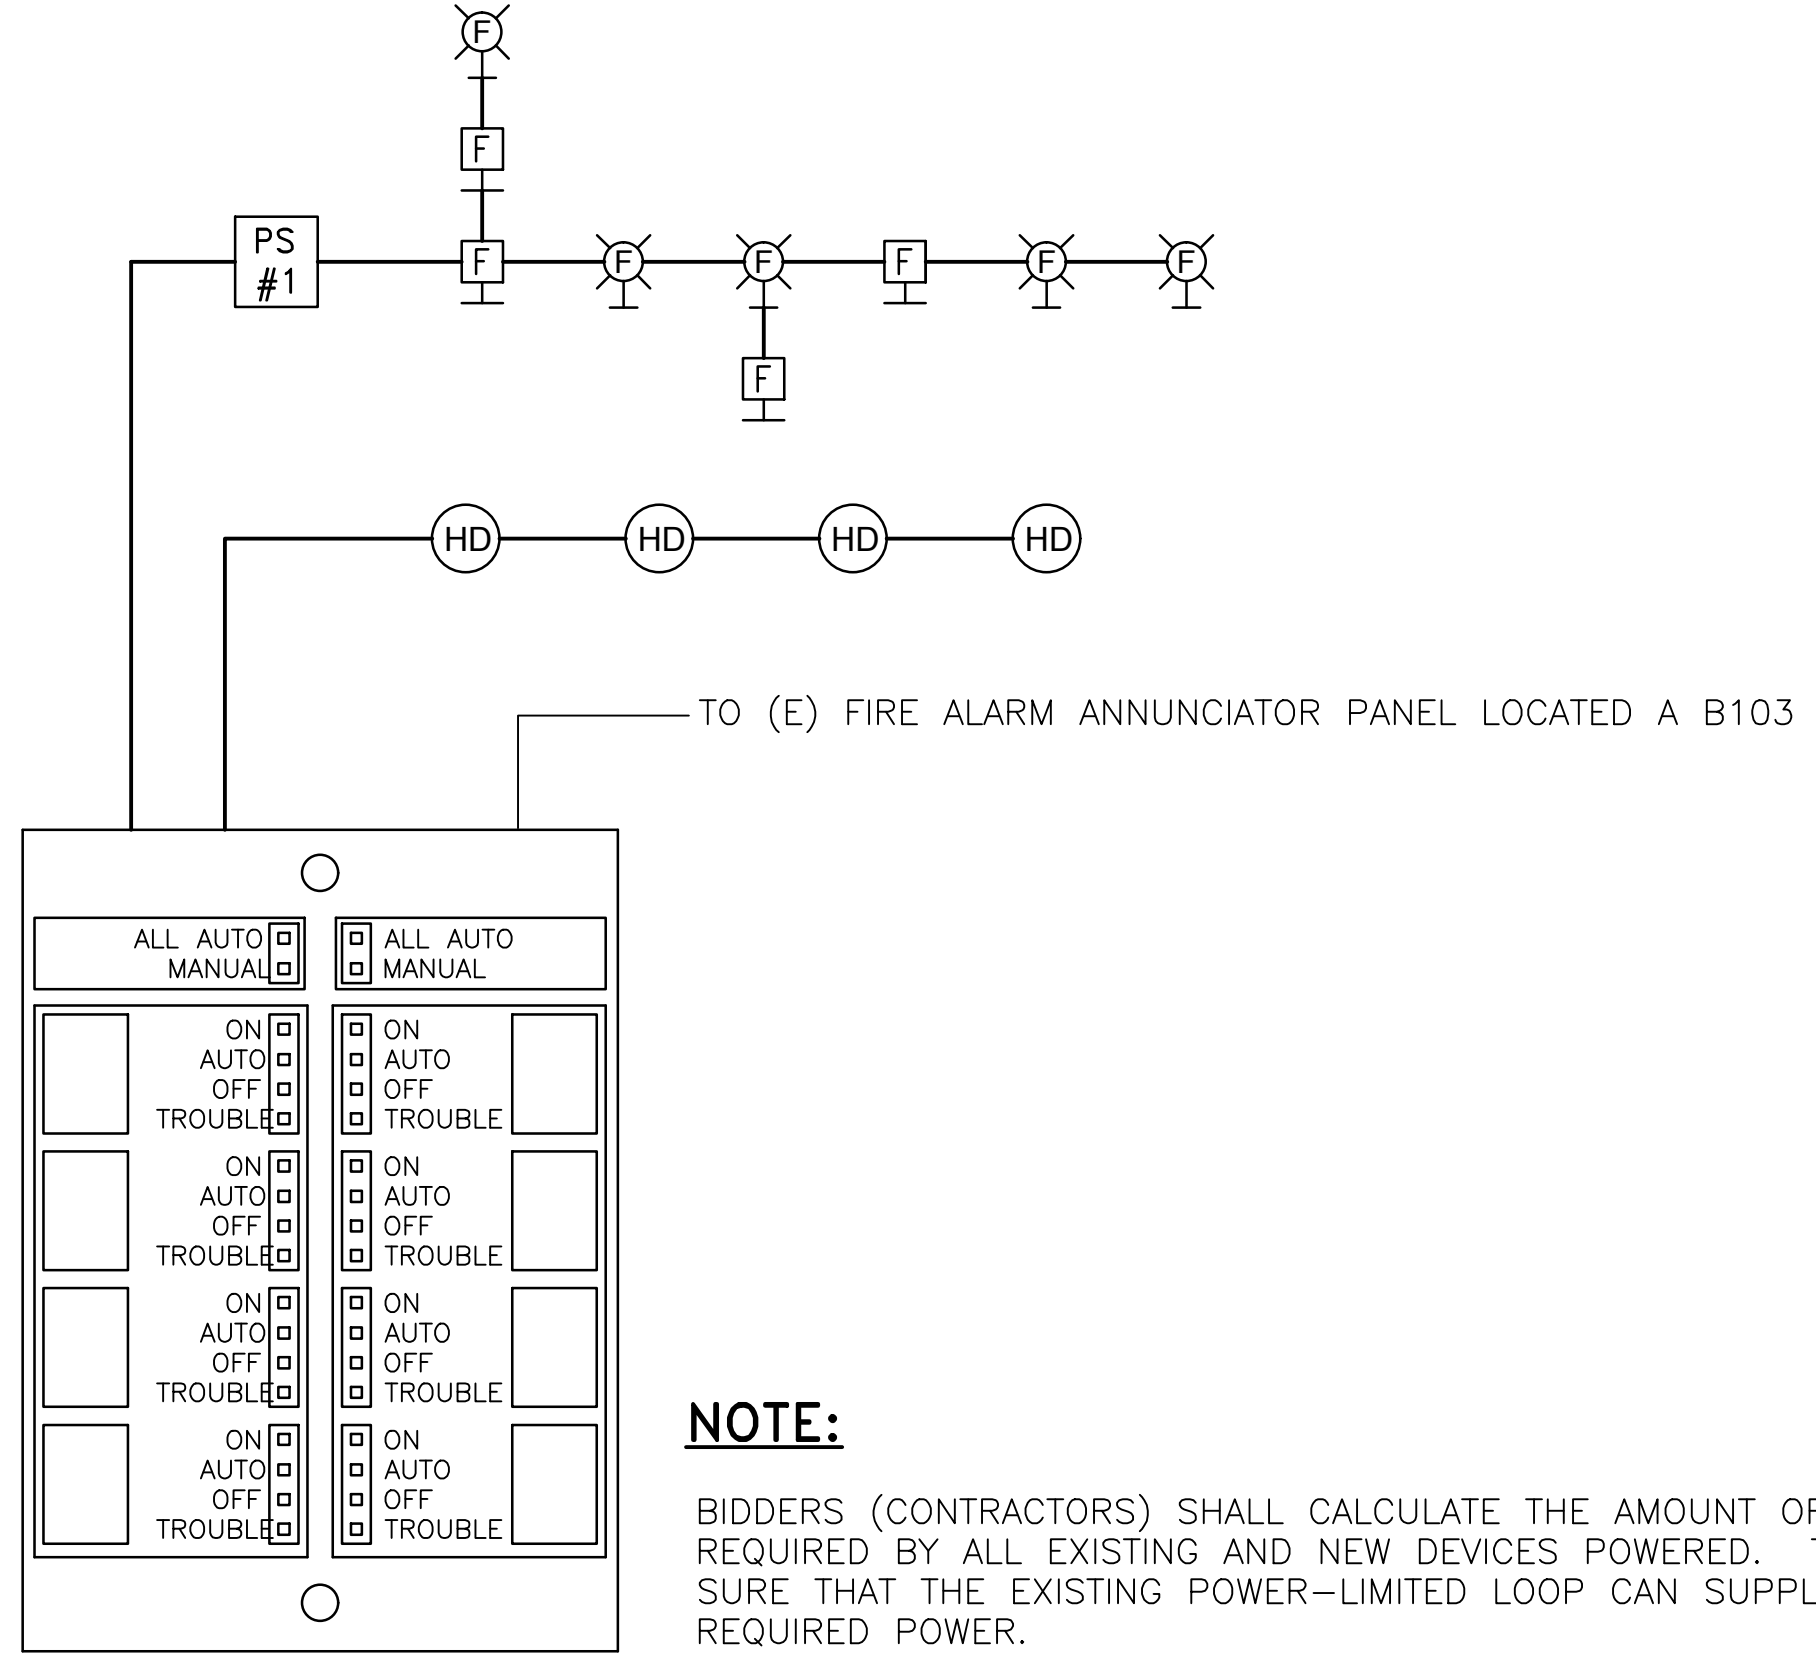 F
F
PS
#1
F F F F F F
F
HD HD HD HD
TO (E) FIRE ALARM ANNUNCIATOR PANEL LOCATED A B103
ALL AUTO ALL AUTO
MANUAL MANUAL
ON ON
AUTO AUTO
OFF OFF
TROUBLE TROUBLE
ON ON
AUTO AUTO
OFF OFF
TROUBLE TROUBLE
ON ON
AUTO AUTO
OFF OFF
TROUBLE TROUBLE
ON ON
AUTO AUTO
OFF OFF
TROUBLE TROUBLE
NOTE:
BIDDERS (CONTRACTORS) SHALL CALCULATE THE AMOUNT
REQUIRED BY ALL EXISTING AND NEW DEVICES POWERED.
SURE THAT THE EXISTING POWER-LIMITED LOOP CAN
REQUIRED POWER.